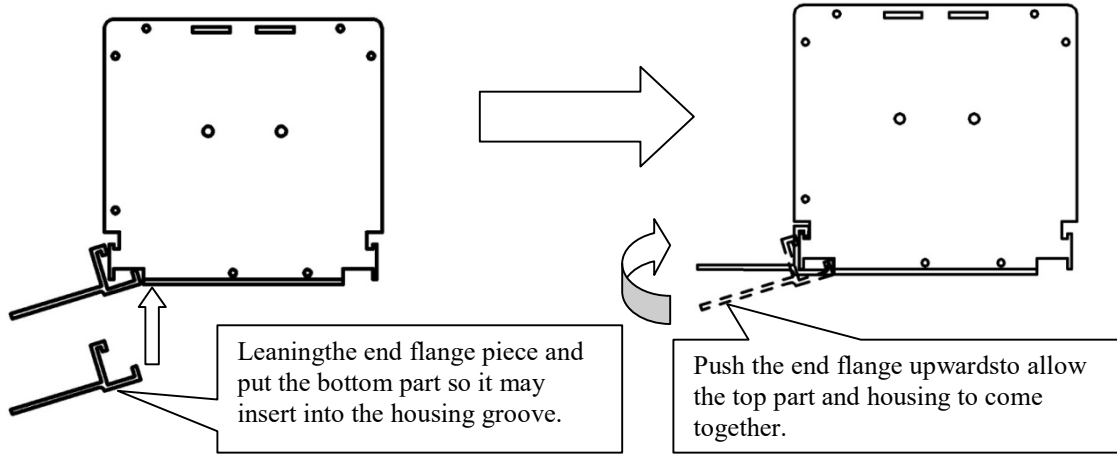 Leaningthe end flange piece and
put the bottom part so it may
insert into the housing groove.
Push the end flange upwardsto allow
the top part and housing to come
together.